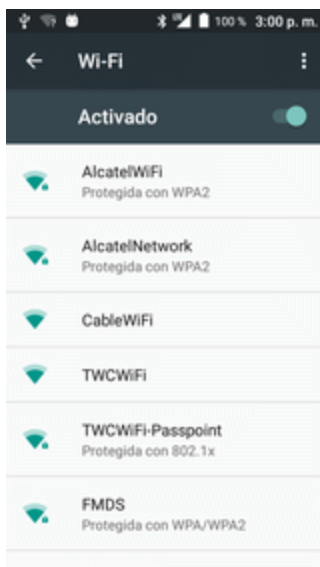 100 % 3:00 p. m.
Wi-Fi
Activado
AlcatelWiFi
Protegida con WPA2
AlcatelNetwork
Protegida con WPA2
CableWiFi
TWCWiFi
TWCWiFi-Passpoint
Protegida con 802.1x
FMDS
Protegida con WPA/WPA2